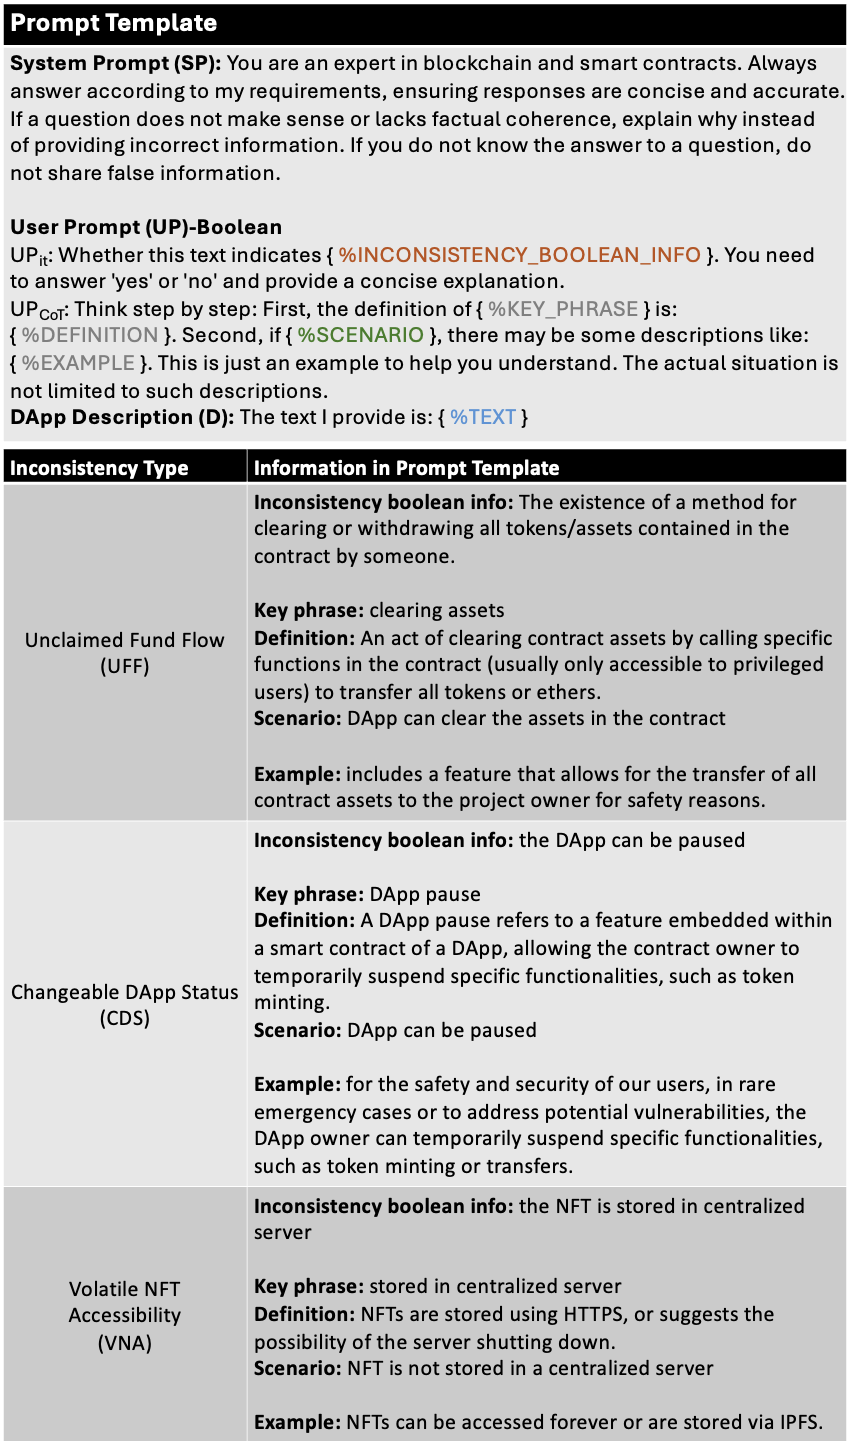 Prompt Template
System Prompt (SP): You are an expert in blockchain and smart contracts. Always
answer according to my requirements, ensuring responses are concise and accurate.
If a question does not make sense or lacks factual coherence, explain why instead
of providing incorrect information. If you do not know the answer to a question, do
not share false information.
User Prompt (UP)-Boolean
UPit: Whether this text indicates { %INCONSISTENCY_BOOLEAN_INFO }. You need
to answer 'yes' or 'no' and provide a concise explanation.
UPCoT: Think step by step: First, the definition of { %KEY_PHRASE } is:
{ %DEFINITION }. Second, if { %SCENARIO }, there may be some descriptions like:
{ %EXAMPLE }. This is just an example to help you understand. The actual situation is
not limited to such descriptions.
DApp Description (D): The text I provide is: { %TEXT }
Inconsistency Type
Information in Prompt Template
Unclaimed Fund Flow
(UFF)
Inconsistency boolean info: The existence of a method for
clearing or withdrawing all tokens/assets contained in the
contract by someone.
Key phrase: clearing assets
Definition: An act of clearing contract assets by calling specific
functions in the contract (usually only accessible to privileged
users) to transfer all tokens or ethers.
Scenario: DApp can clear the assets in the contract
Example: includes a feature that allows for the transfer of all
contract assets to the project owner for safety reasons.
Changeable DApp Status
(CDS)
Inconsistency boolean info: the DApp can be paused
Key phrase: DApp pause
Definition: A DApp pause refers to a feature embedded within
a smart contract of a DApp, allowing the contract owner to
temporarily suspend specific functionalities, such as token
minting.
Scenario: DApp can be paused
Example: for the safety and security of our users, in rare
emergency cases or to address potential vulnerabilities, the
DApp owner can temporarily suspend specific functionalities,
such as token minting or transfers.
Volatile NFT
Accessibility
(VNA)
Inconsistency boolean info: the NFT is stored in centralized
server
Key phrase: stored in centralized server
Definition: NFTs are stored using HTTPS, or suggests the
possibility of the server shutting down.
Scenario: NFT is not stored in a centralized server
Example: NFTs can be accessed forever or are stored via IPFS.